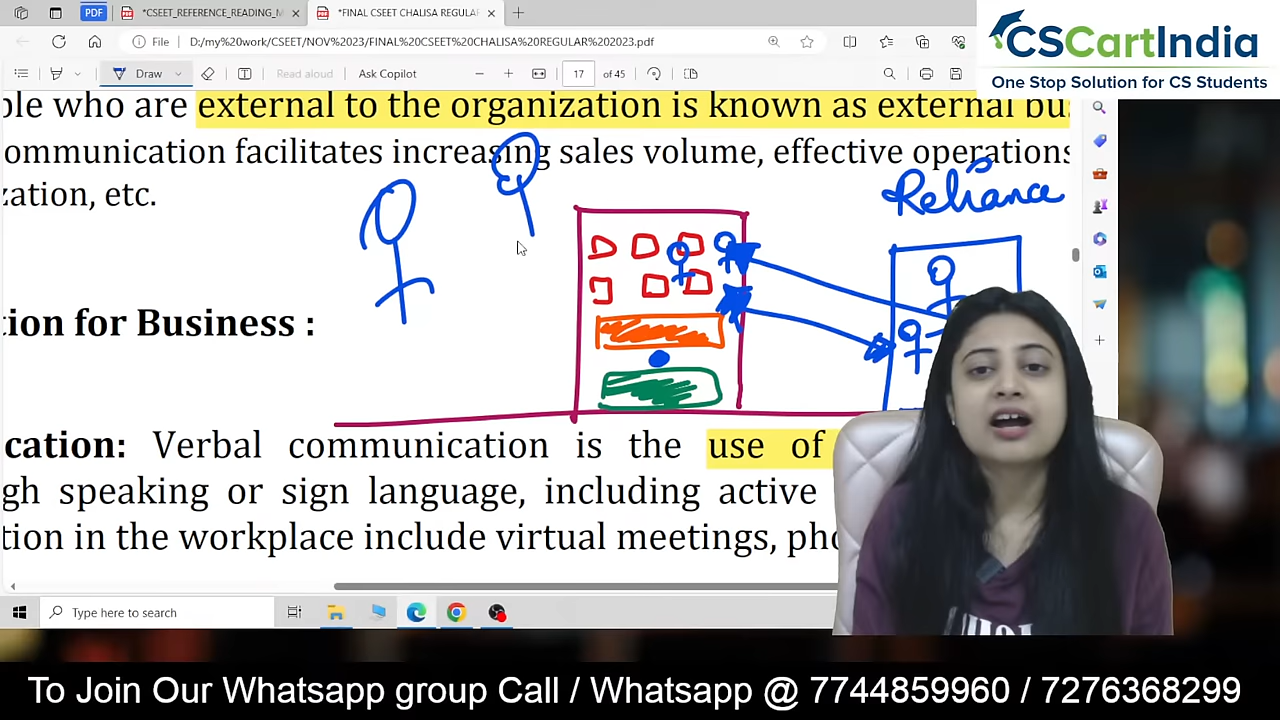 PDF
*CSEET_REFERENCE_READING_M
*FINAL CSEET CHALISA REGULAR
CSCartIndia
One Stop Solution for CS Students
File
D:/my%20work/CSEET/NOV%2023/FINAL%20CSEET%20CHALISA%20REGULAR%202023.pdf
Draw
Read aloud
Ask Copilot
17
of 45
ple who are external to the organization is known as external bu
ommunication facilitates increasing sales volume, effective operations
zation, etc.
Reliance
tion for Business :
cation: Verbal communication is the use of
gh speaking or sign language, including active
tion in the workplace include virtual meetings, pho
Type here to search
To Join Our Whatsapp group Call / Whatsapp @ 7744859960 / 7276368299